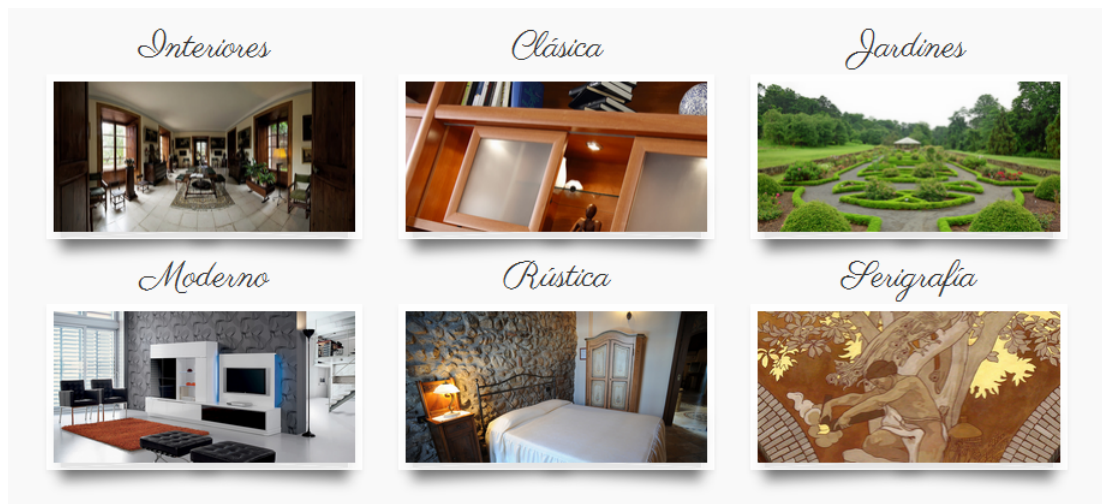 Interiores
Clásica
Jardines
Moderno
Rústica
Serigrafía